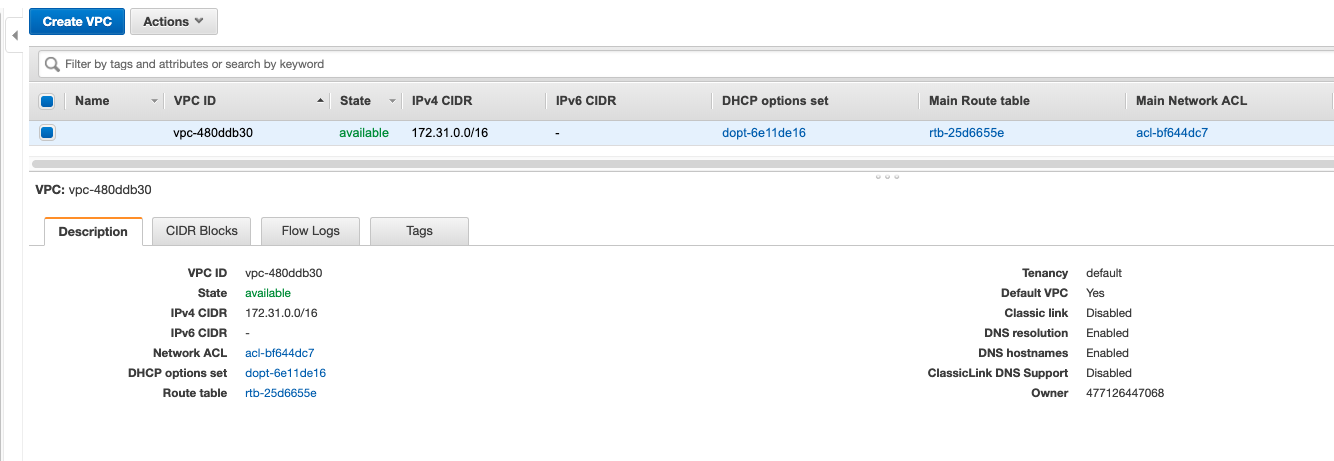 Create VPC Actions
Filter by tags and attributes or search by keyword
Name VPC ID State IPv4 CIDR IPv6 CIDR DHCP options set Main Route table Main Network ACL
vpc-480ddb30 available 172.31.0.0/16 - dopt-6e11de16 rtb-25d6655e acl-bf644dc7
VPC: vpc-480ddb30
Description CIDR Blocks Flow Logs Tags
VPC ID vpc-480ddb30 Tenancy default
State available Default VPC Yes
IPv4 CIDR 172.31.0.0/16 Classic link Disabled
IPv6 CIDR - DNS resolution Enabled
Network ACL acl-bf644dc7 DNS hostnames Enabled
DHCP options set dopt-6e11de16 ClassicLink DNS Support Disabled
Route table rtb-25d6655e Owner 477126447068